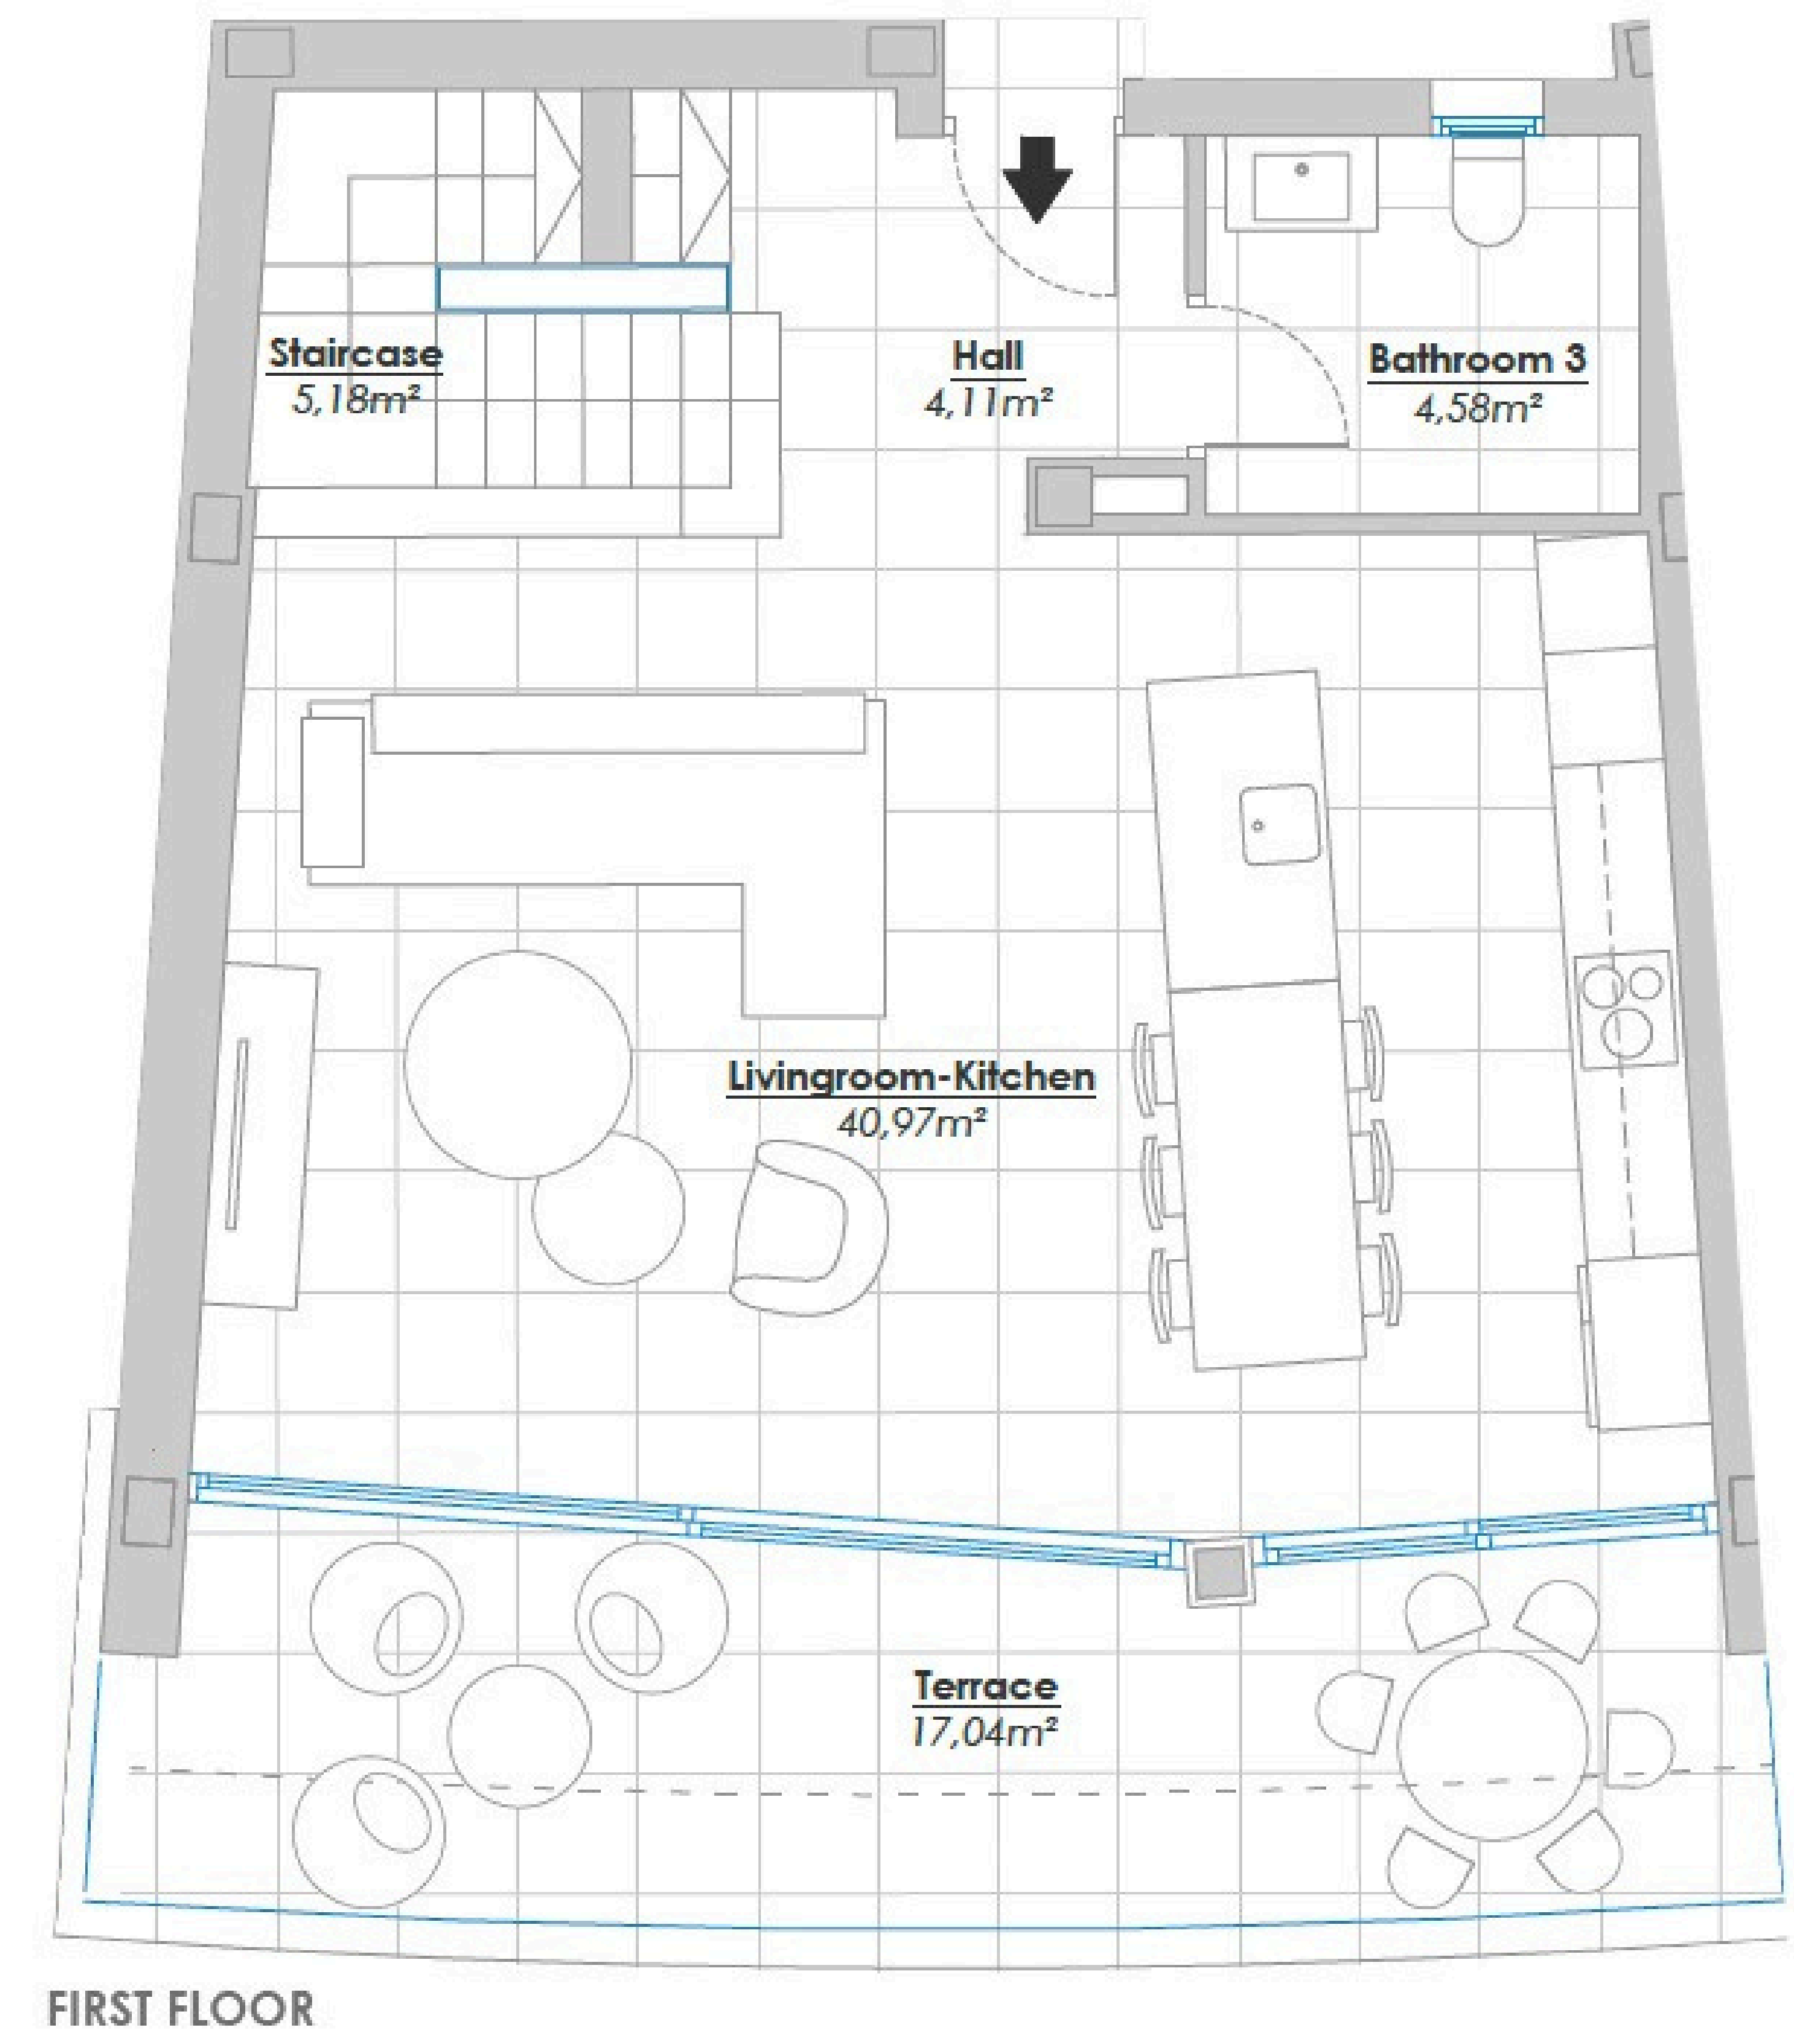 Staircase
5,18m²
Hall
4,11m²
Bathroom 3
4,58m²
Livingroom-Kitchen
40,97m²
Terrace
17,04m²
FIRST FLOOR